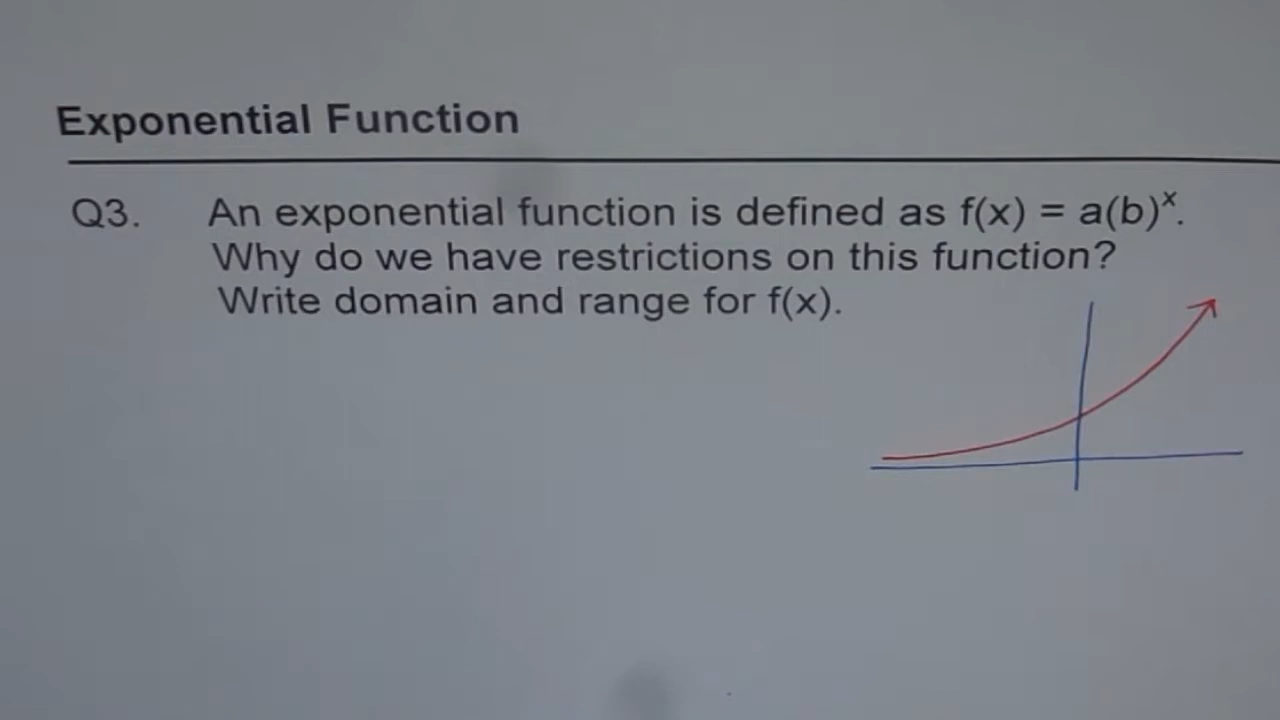 Exponential Function
Q3. An exponential function is defined as f(x) = a(b)ˣ.
Why do we have restrictions on this function?
Write domain and range for f(x).